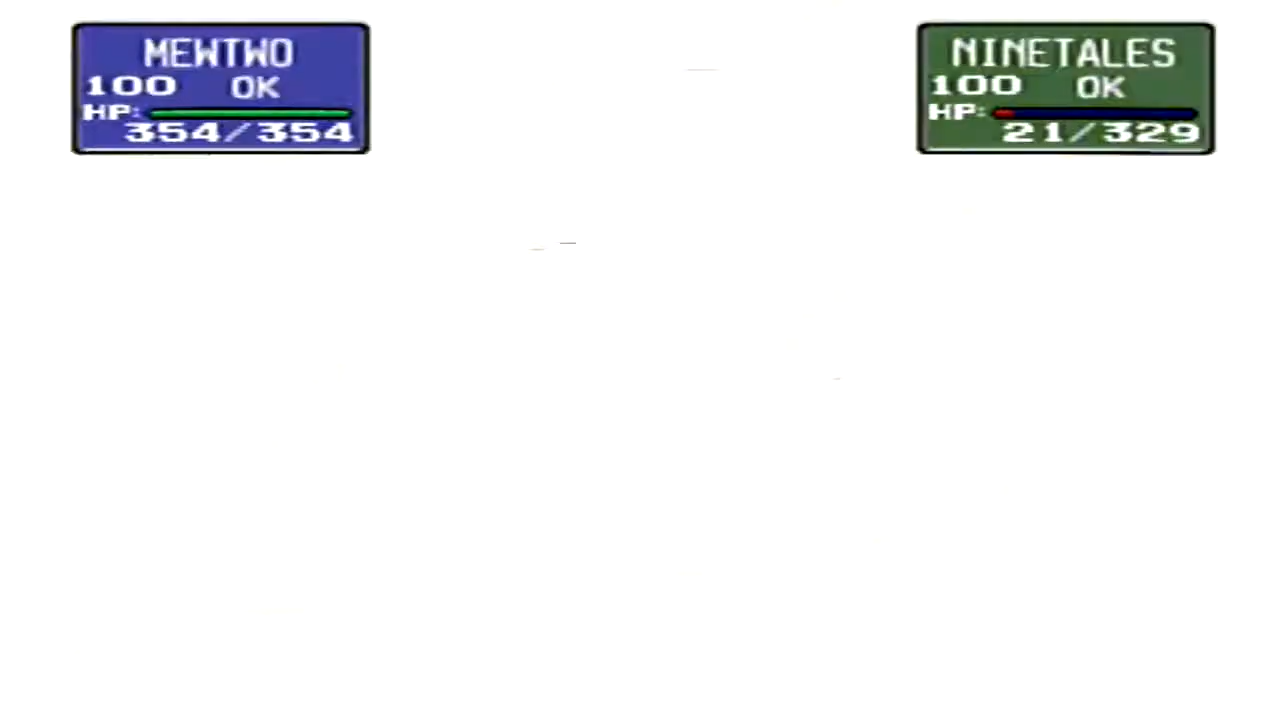 MEWTWO
100 OK
HP:
354/354
NINETALES
100 OK
HP:
21/329